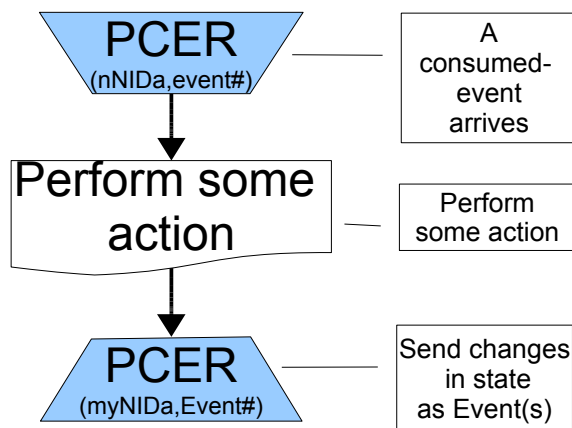 PCER
(nNIDa,event#)
A
consumed-
event
arrives
Perform some
action
Perform
some action
PCER
(myNIDa,Event#)
Send changes
in state
as Event(s)